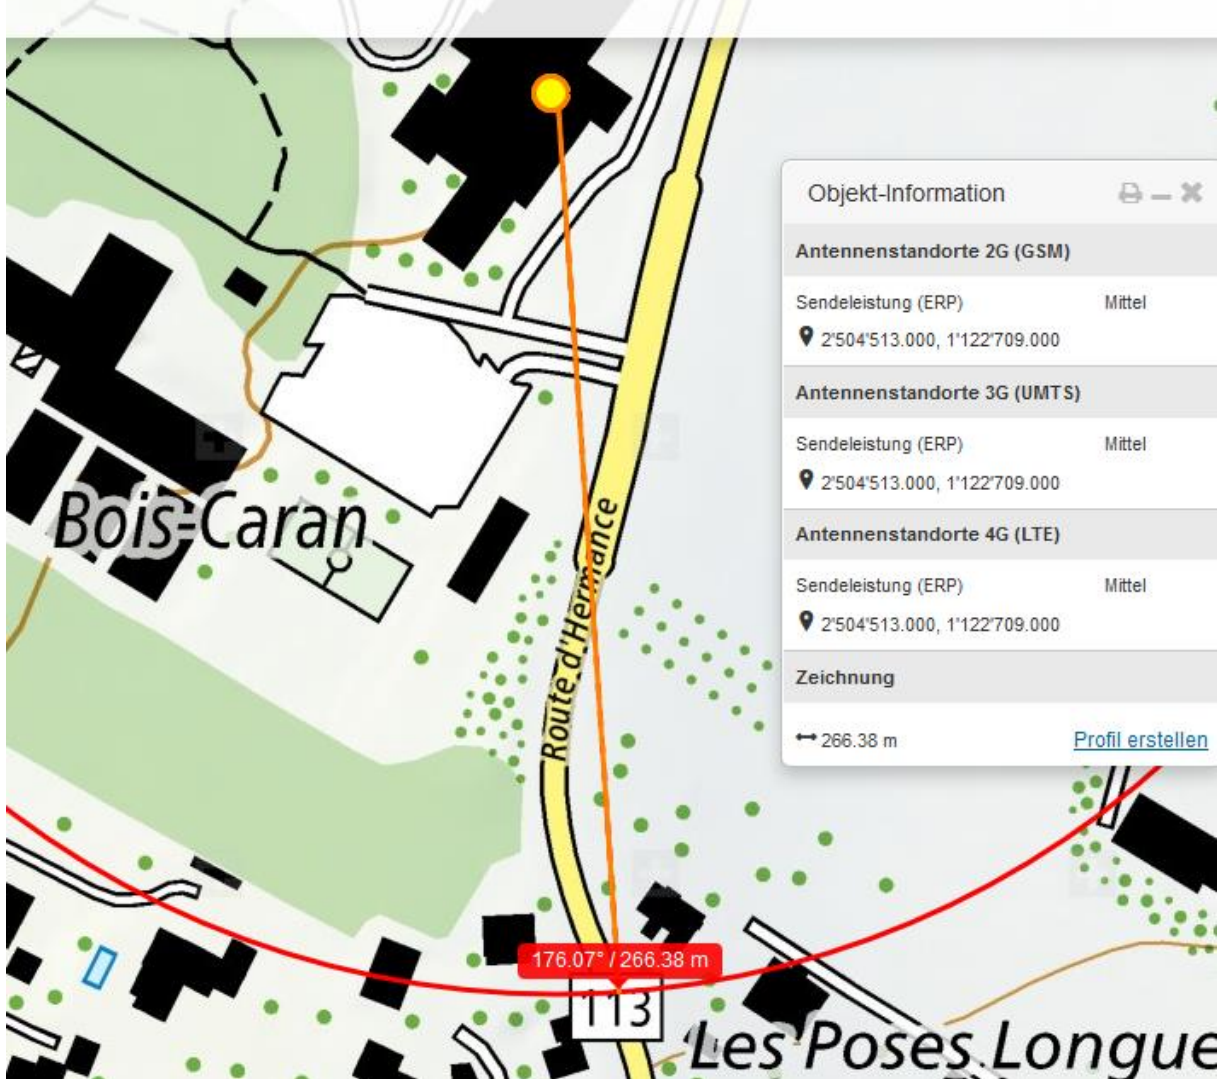 Objekt-Information
Antennenstandorte 2G (GSM)
Sendeleistung (ERP) Mittel
2'504'513.000, 1'122'709.000
Antennenstandorte 3G (UMTS)
Sendeleistung (ERP) Mittel
2'504'513.000, 1'122'709.000
Antennenstandorte 4G (LTE)
Sendeleistung (ERP) Mittel
2'504'513.000, 1'122'709.000
Zeichnung
266.38 m Profil erstellen
Bois-Caran
Route d'Hermance
176.07° / 266.38 m
113
Les Poses Longue